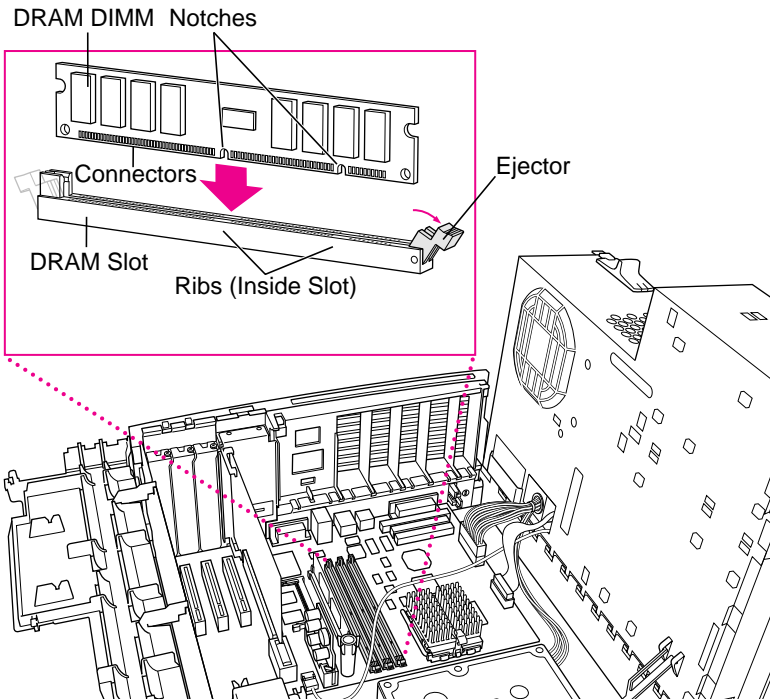 DRAM DIMM Notches
Connectors
Ejector
DRAM Slot
Ribs (Inside Slot)